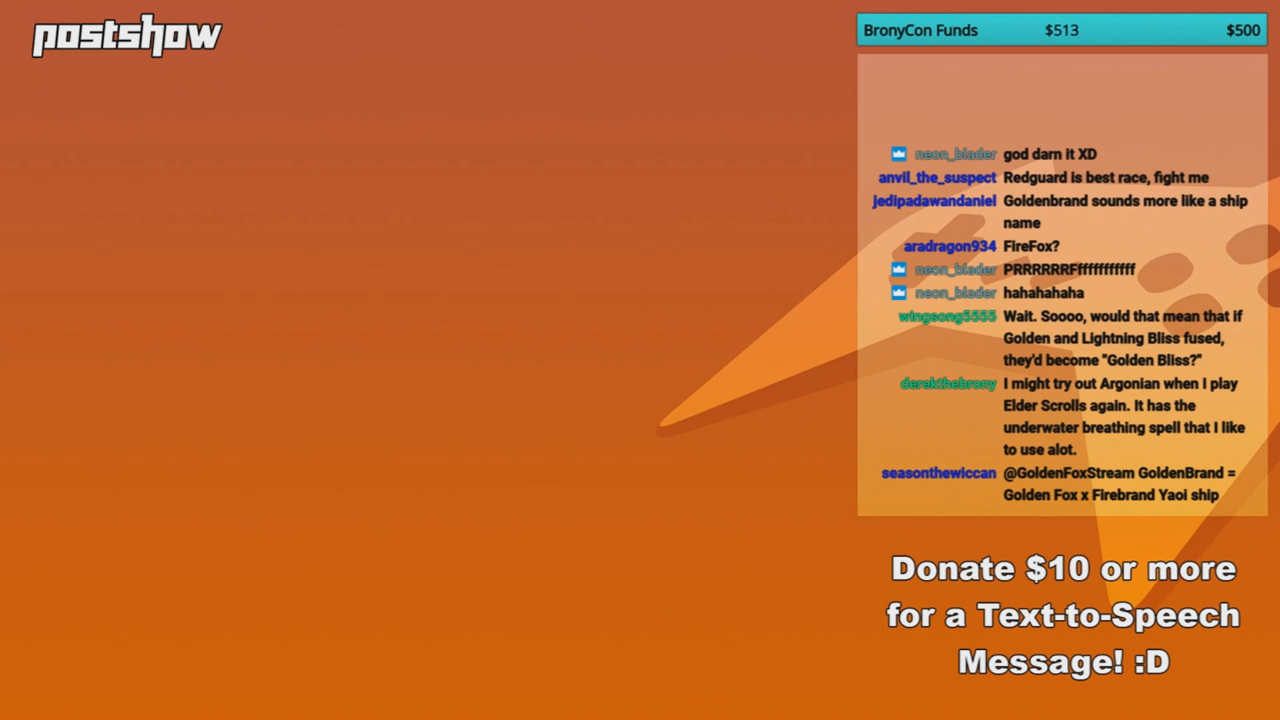 postshow
BronyCon Funds $513 $500
neon_blader god darn it XD
anvil_the_suspect Redguard is best race, fight me
jedipadawandaniel Goldenbrand sounds more like a ship
name
aradragon934 FireFox?
neon_blader PRRRRRRFfffffffffff
neon_blader hahahahaha
wingsong5555 Wait. Soooo, would that mean that if
Golden and Lightning Bliss fused,
they'd become "Golden Bliss?"
derekthebrony I might try out Argonian when I play
Elder Scrolls again. It has the
underwater breathing spell that I like
to use alot.
seasonthewiccan @GoldenFoxStream GoldenBrand =
Golden Fox x Firebrand Yaoi ship
Donate $10 or more
for a Text-to-Speech
Message! :D